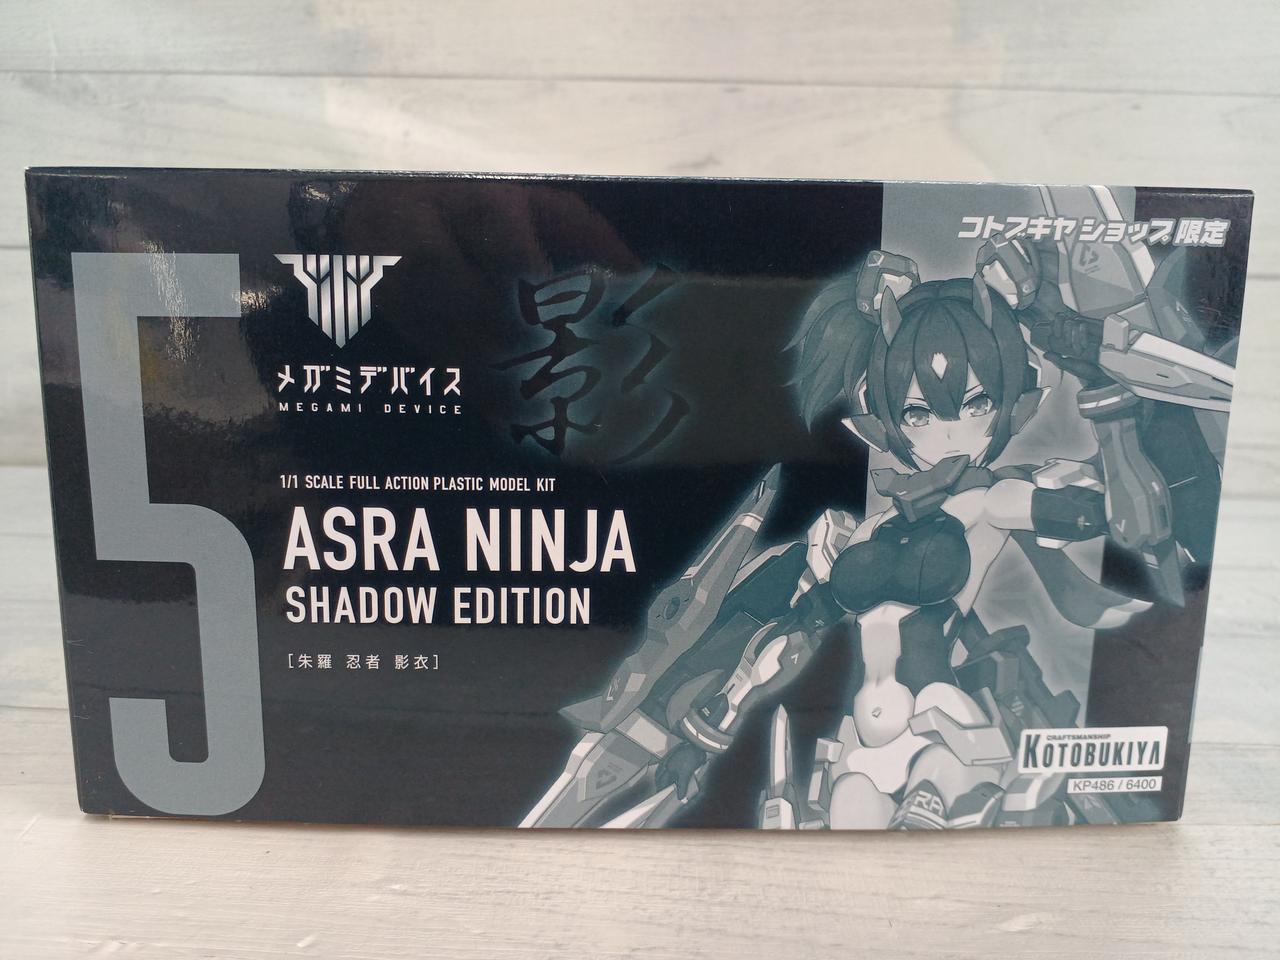 5
コトブキヤ ショップ 限定
メガミデバイス
MEGAMI DEVICE
影
1/1 SCALE FULL ACTION PLASTIC MODEL KIT
ASRA NINJA
SHADOW EDITION
[朱羅 忍者 影衣]
RA
CRAFTSMANSHIP
KOTOBUKIYA
KP486 / 6400